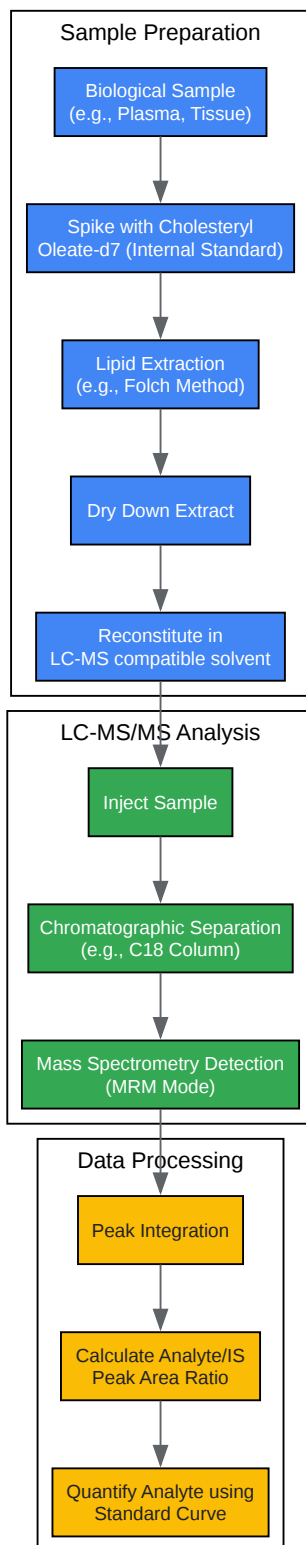 Sample Preparation
Biological Sample
(e.g., Plasma, Tissue)
Spike with Cholesteryl
Oleate-d7 (Internal Standard)
Lipid Extraction
(e.g., Folch Method)
Dry Down Extract
Reconstitute in
LC-MS compatible solvent
LC-MS/MS Analysis
Inject Sample
Chromatographic Separation
(e.g., C18 Column)
Mass Spectrometry Detection
(MRM Mode)
Data Processing
Peak Integration
Calculate Analyte/IS
Peak Area Ratio
Quantify Analyte using
Standard Curve